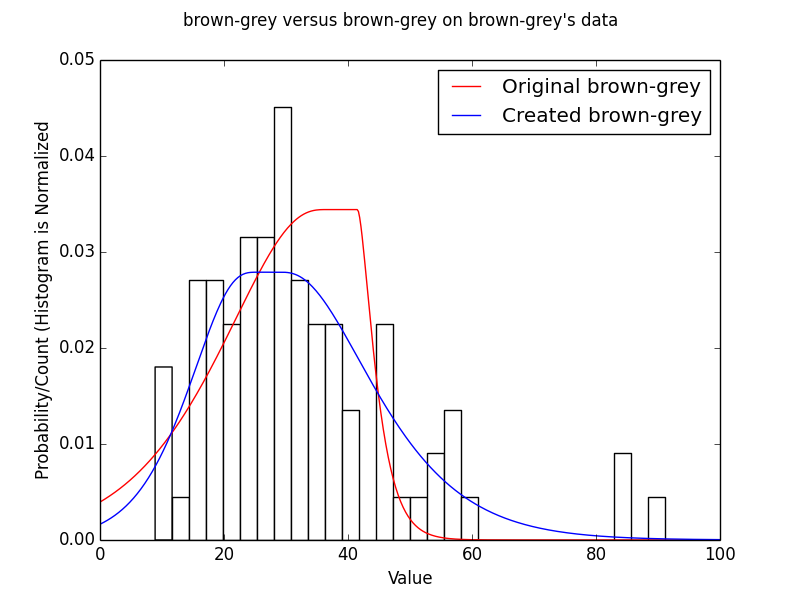 brown-grey versus brown-grey on brown-grey's data
0.05
0.04
0.03
0.02
0.01
0.00
Probability/Count (Histogram is Normalized
Original brown-grey
Created brown-grey
0 20 40 60 80 100
Value